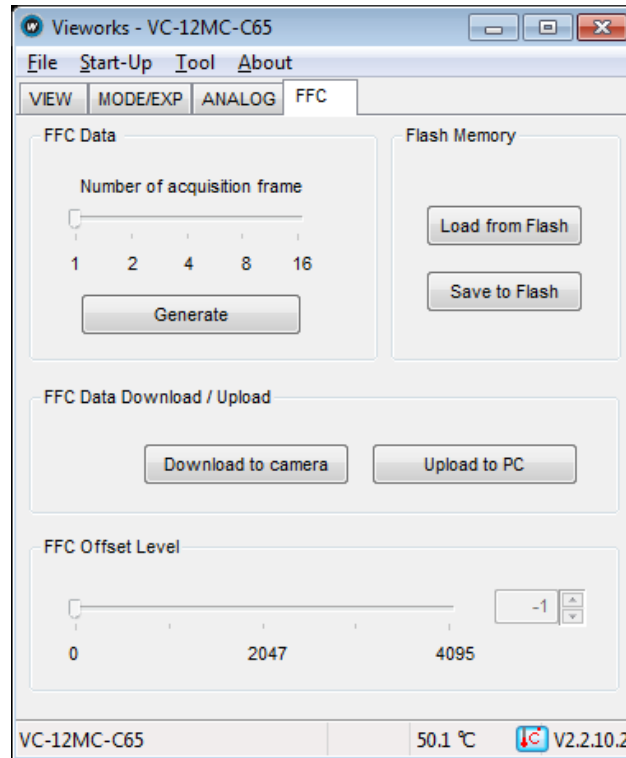 Vieworks - VC-12MC-C65
File Start-Up Tool About
VIEW MODE/EXP ANALOG FFC
FFC Data
Number of acquisition frame
1 2 4 8 16
Generate
Flash Memory
Load from Flash
Save to Flash
FFC Data Download / Upload
Download to camera Upload to PC
FFC Offset Level
-1
0 2047 4095
VC-12MC-C65 50.1 ℃ V2.2.10.2